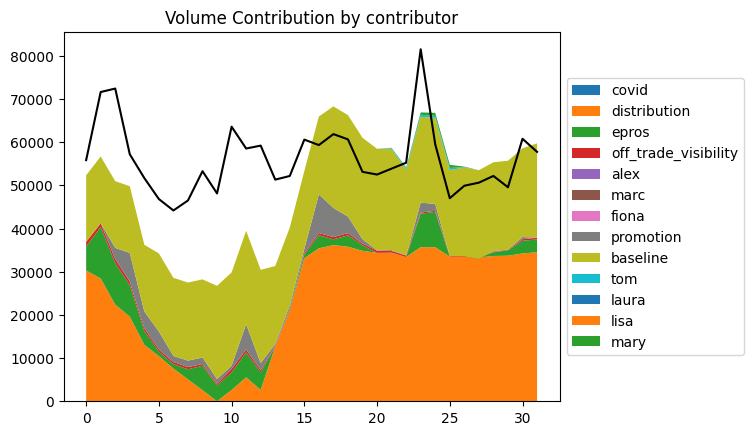 Volume Contribution by contributor
80000
70000
60000
50000
40000
30000
20000
10000
0
0 5 10 15 20 25 30
covid
distribution
epros
off_trade_visibility
alex
marc
fiona
promotion
baseline
tom
laura
lisa
mary